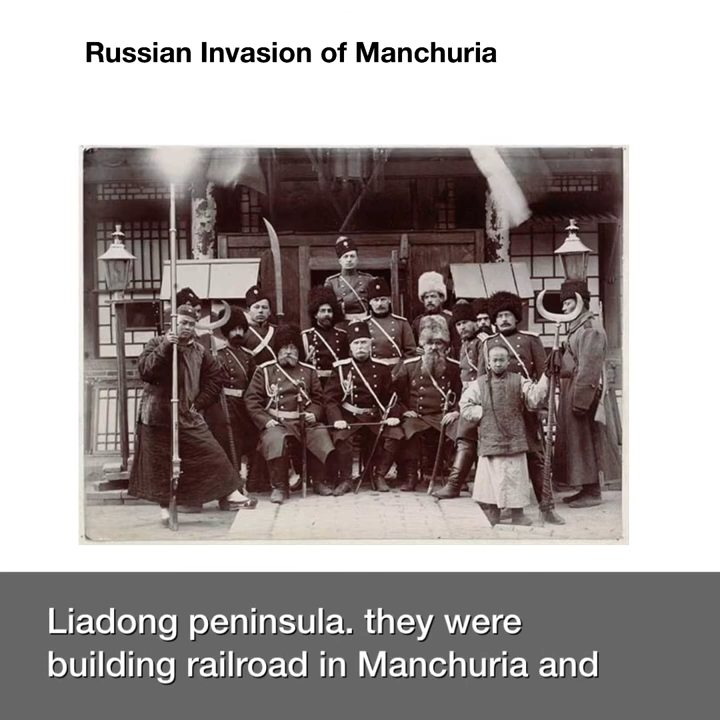 Russian Invasion of Manchuria
Liadong peninsula. they were
building railroad in Manchuria and